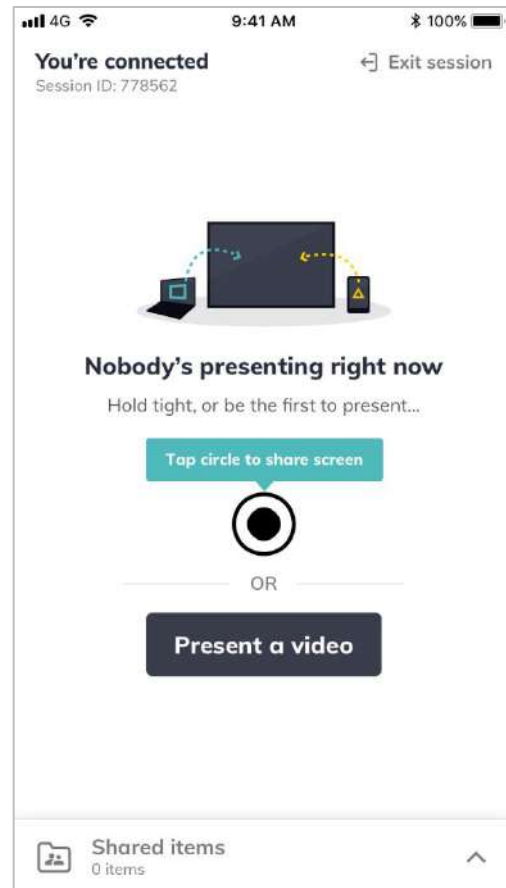 4G 9:41 AM 100%
You're connected
Exit session
Session ID: 778562
Nobody's presenting right now
Hold tight, or be the first to present...
Tap circle to share screen
OR
Present a video
Shared items
0 items